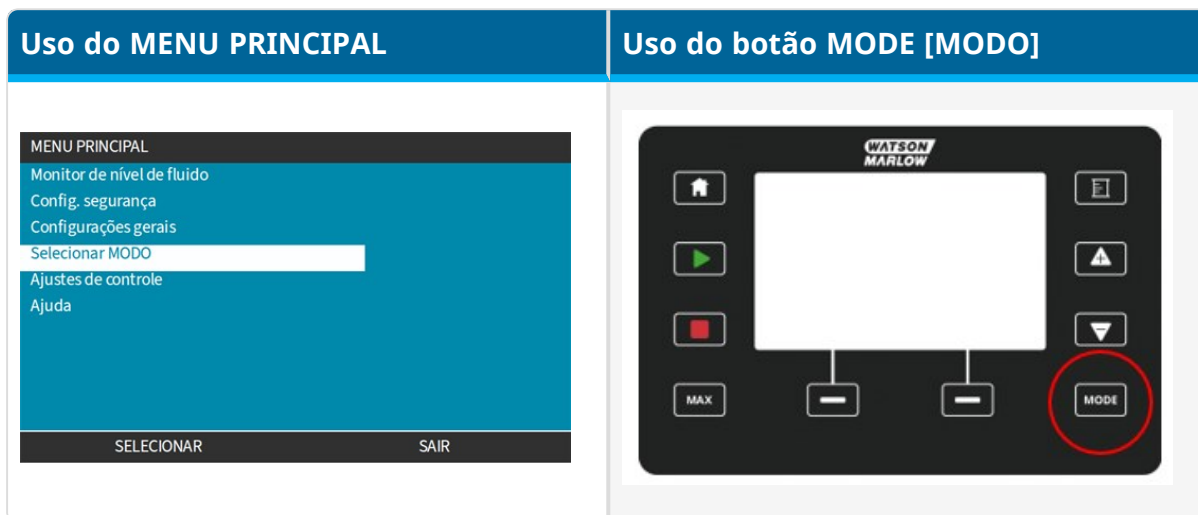 Uso do MENU PRINCIPAL
Uso do botão MODE [MODO]
MENU PRINCIPAL
Monitor de nível de fluido
Config. segurança
Configurações gerais
Selecionar MODO
Ajustes de controle
Ajuda
SELECIONAR
SAIR
WATSON
MARLOW
MAX
MODE